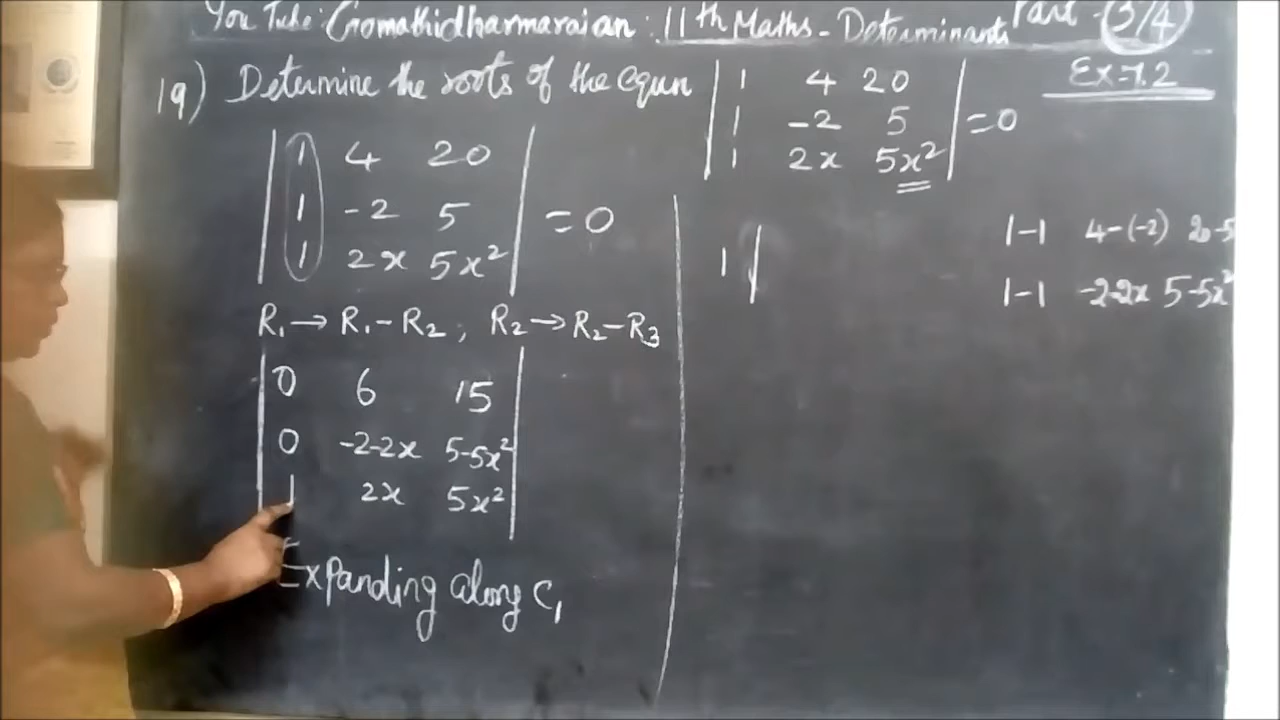 You Tube: Gomathidharmarajan: 11th Maths - Determinants Part - (3/4)
Ex-7.2
19) Determine the roots of the equn | 1 4 20 |
| 1 -2 5 | =0
| 1 2x 5x² |
| 1 4 20 |
| 1 -2 5 | =0
| 1 2x 5x² |
R₁ → R₁-R₂ ; R₂ → R₂-R₃
| 0 6 15 |
| 0 -2-2x 5-5x² |
| 1 2x 5x² |
Expanding along C₁
1 |
1-1 4-(-2) 20-5
1-1 -2-2x 5-5x²